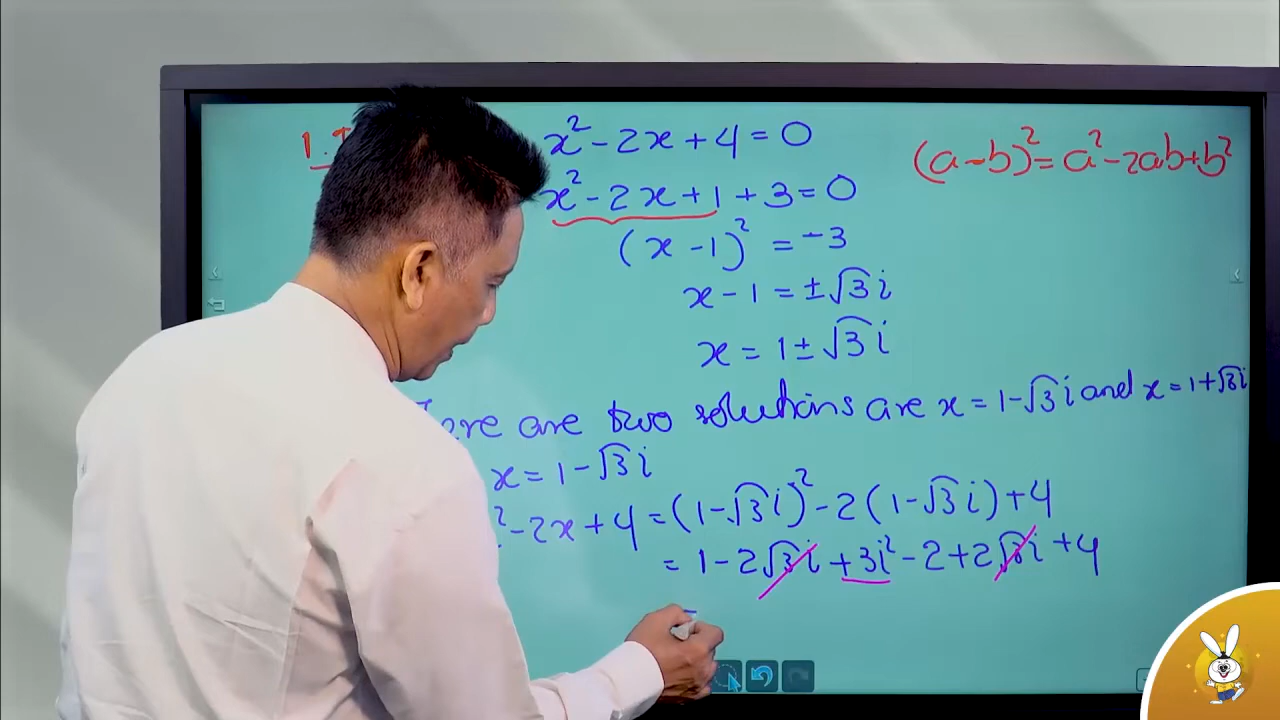 1.
x² - 2x + 4 = 0
(a - b)² = a² - 2ab + b²
x² - 2x + 1 + 3 = 0
(x - 1)² = -3
x - 1 = ±√3 i
x = 1 ± √3 i
are two solutions are x = 1 - √3 i and x = 1 + √3 i
x = 1 - √3 i
² - 2x + 4 = (1 - √3 i)² - 2 (1 - √3 i) + 4
= 1 - 2√3 i + 3i² - 2 + 2√3 i + 4